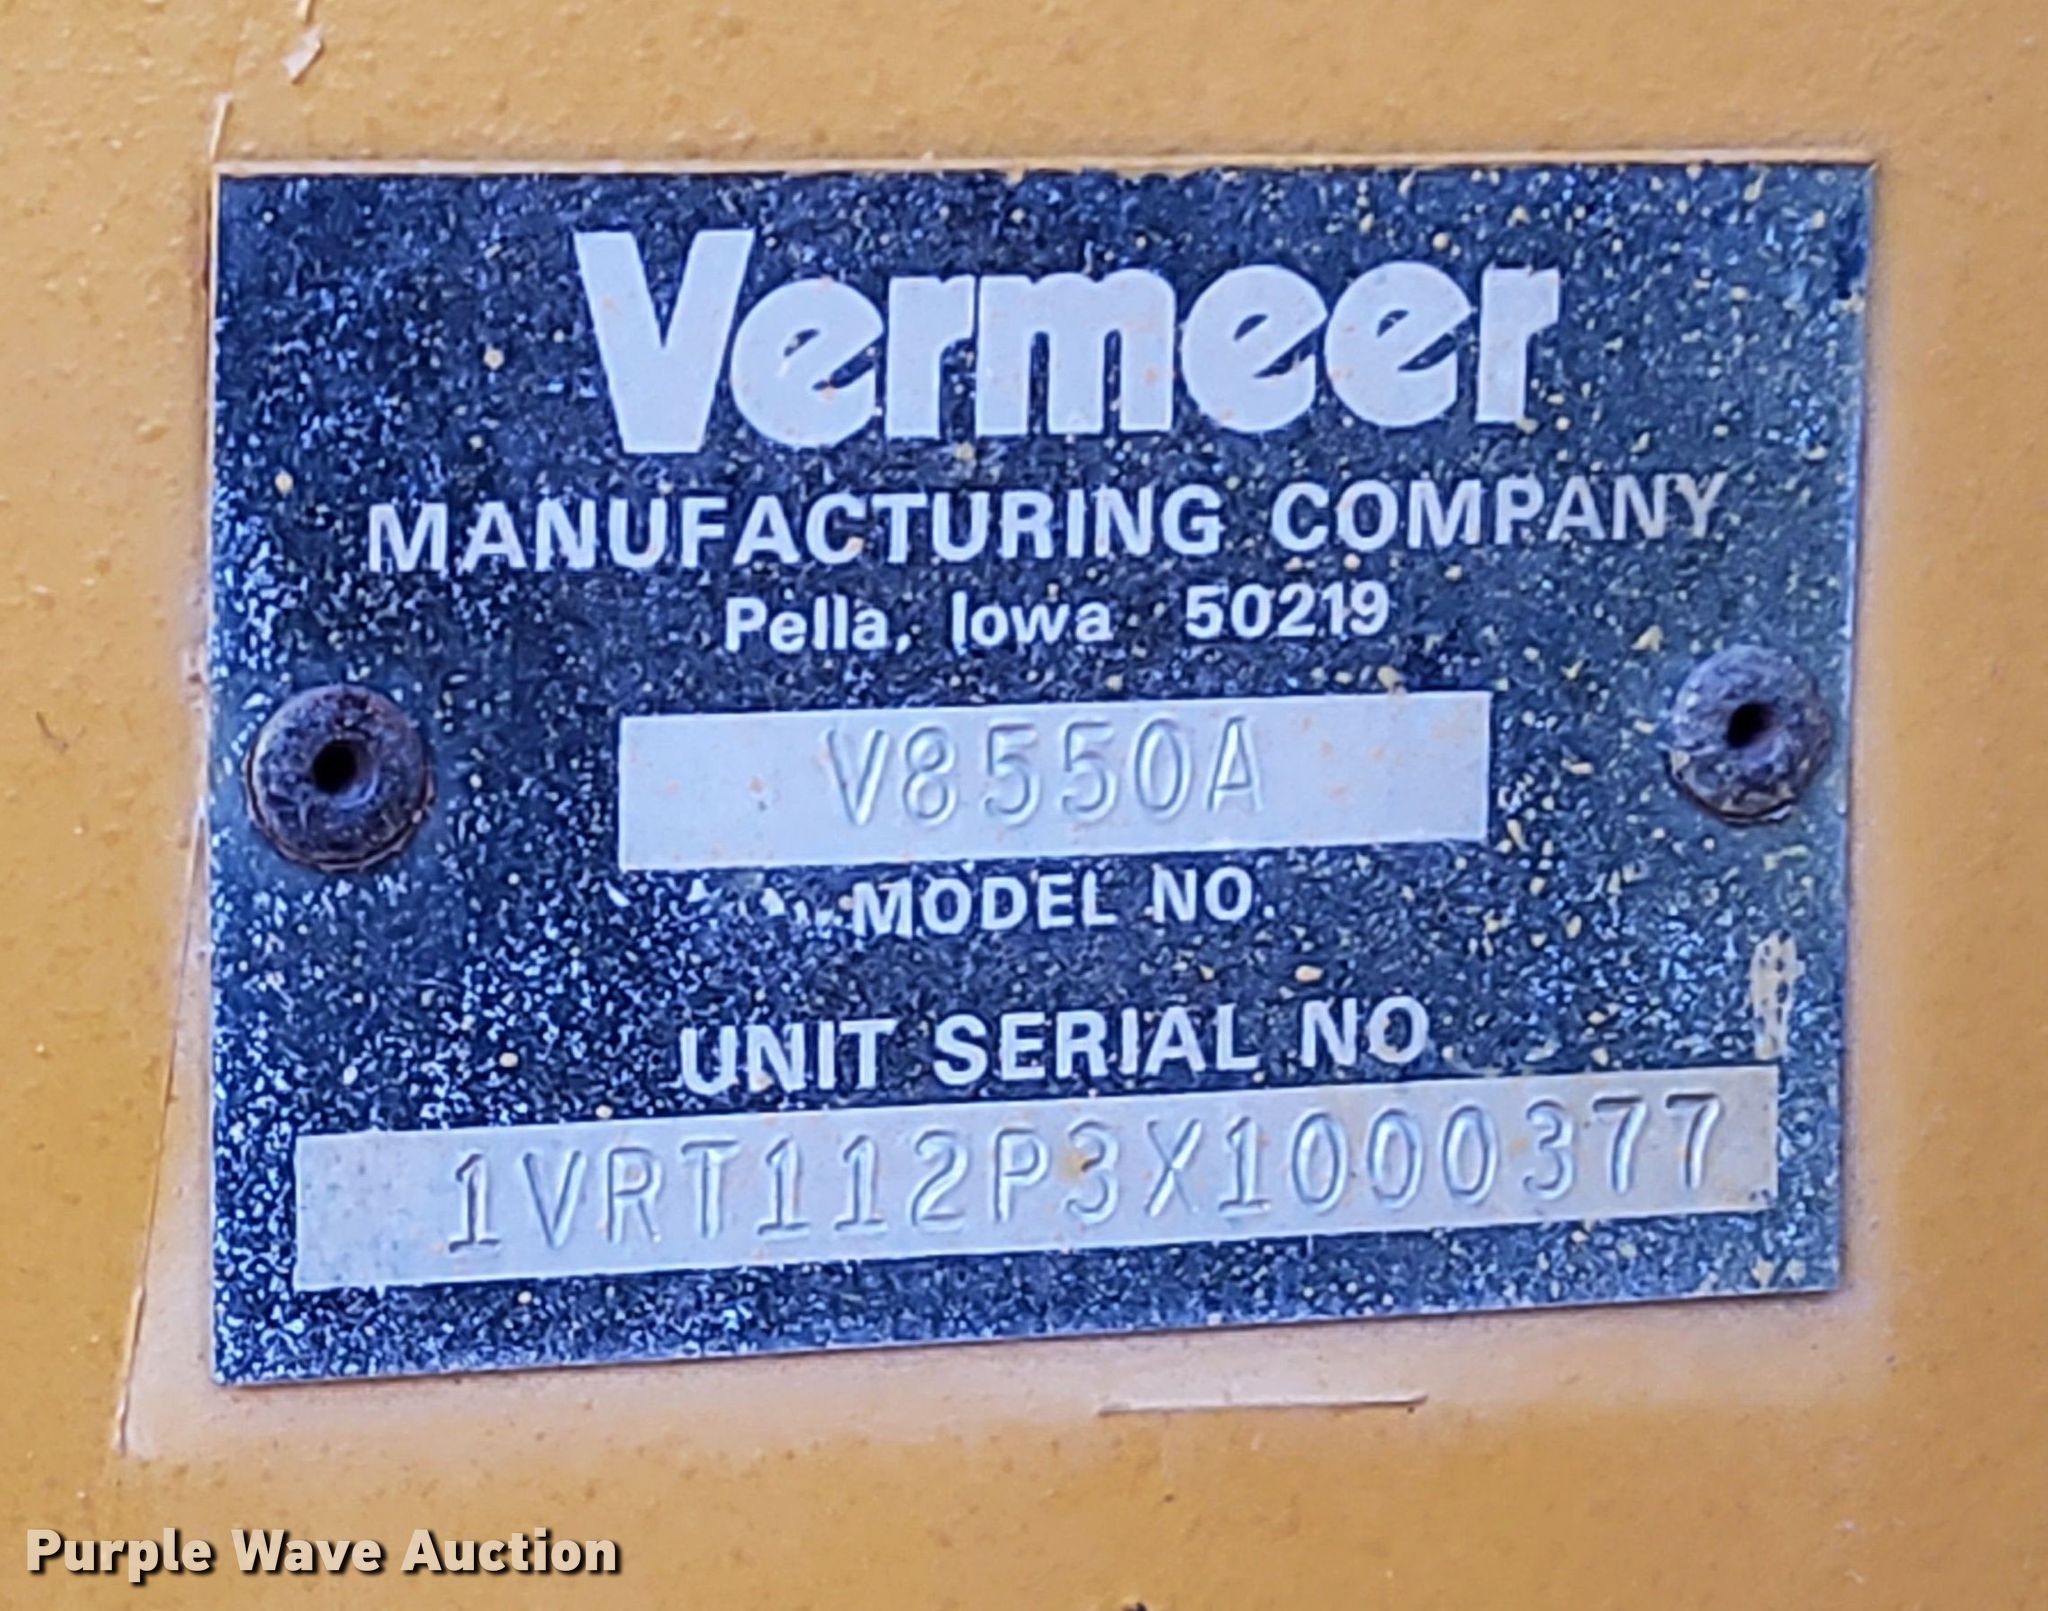 Vermeer
MANUFACTURING COMPANY
Pella, Iowa 50219
V8550A
MODEL NO.
UNIT SERIAL NO
1VRT112P3X1000377
Purple Wave Auction